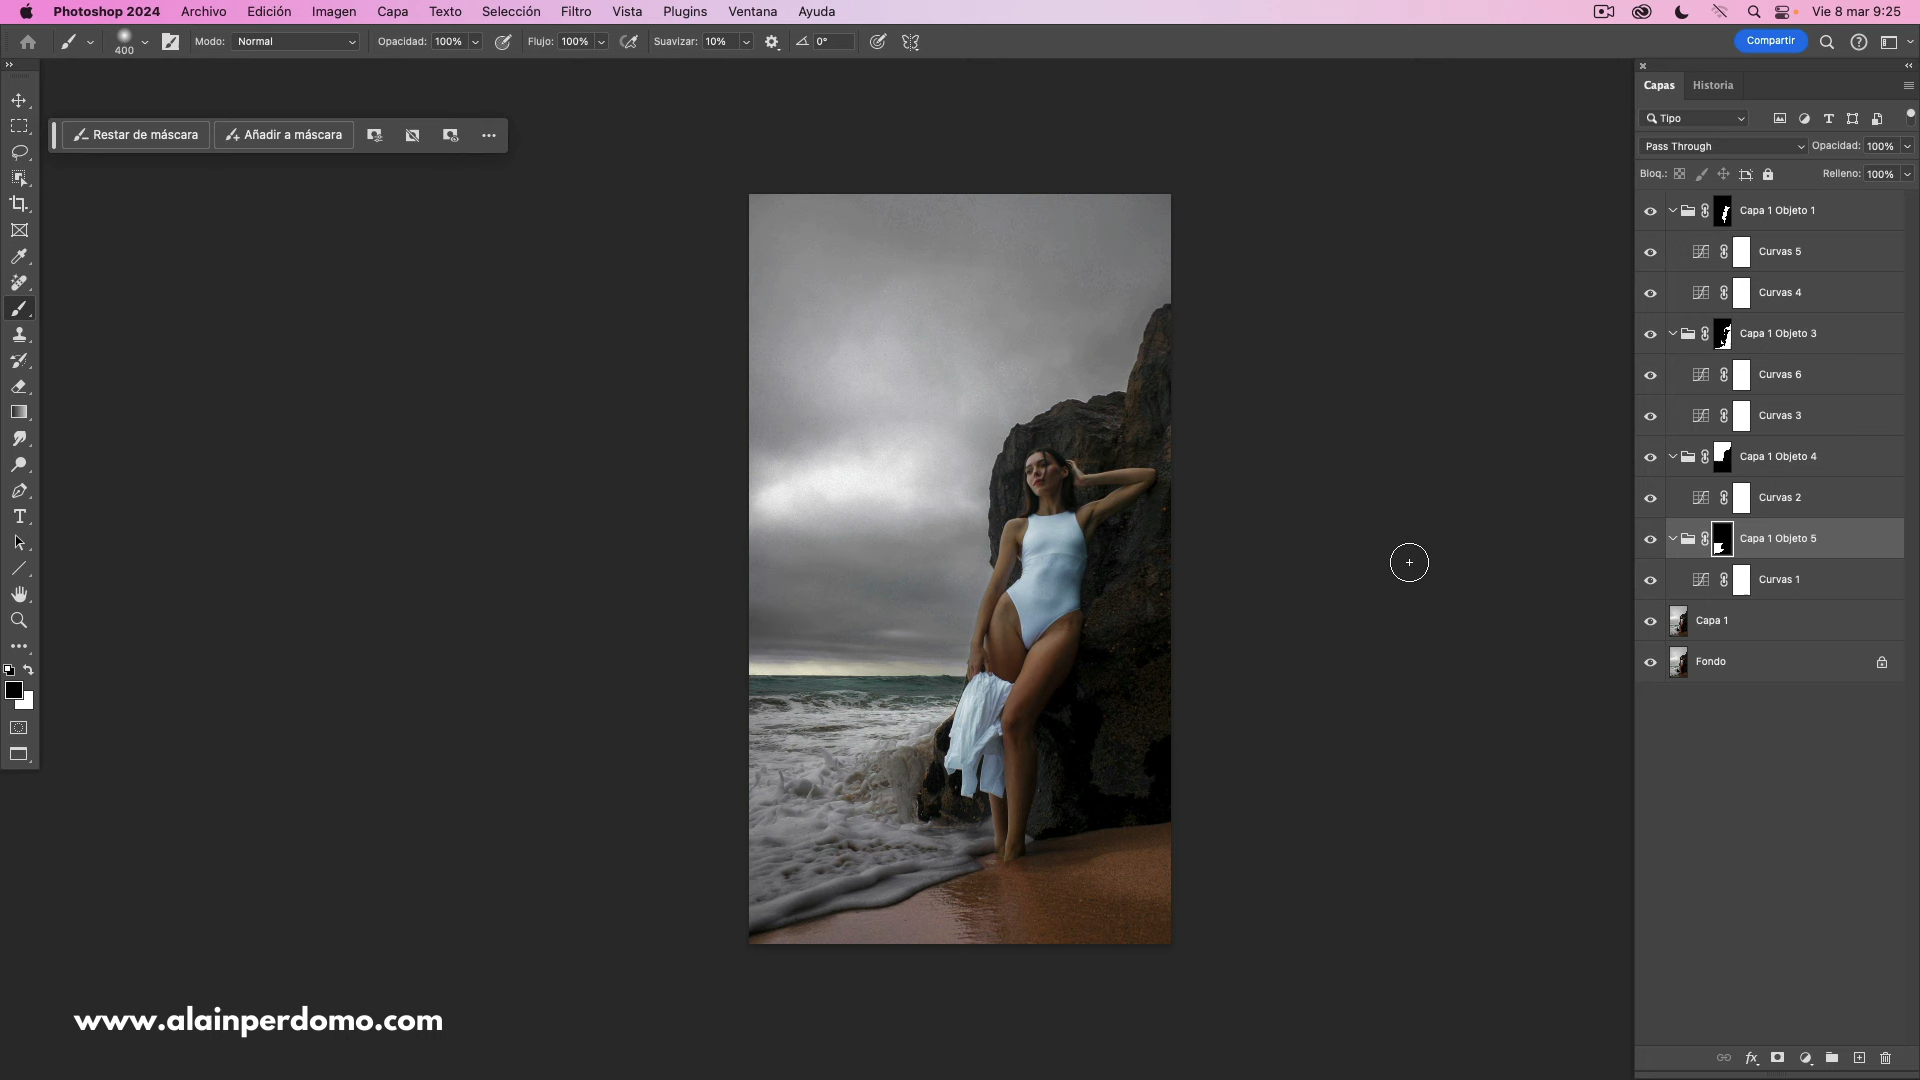 Photoshop 2024 Archivo Edición Imagen Capa Texto Selección Filtro Vista Plugins Ventana Ayuda Vie 8 mar 9:25
400 Modo: Normal Opacidad: 100% Flujo: 100% Suavizar: 10% 0° Compartir
Capas Historia
Tipo
Restar de máscara Añadir a máscara
Pass Through Opacidad: 100%
Bloq.: Relleno: 100%
Capa 1 Objeto 1
Curvas 5
Curvas 4
Capa 1 Objeto 3
Curvas 6
Curvas 3
Capa 1 Objeto 4
Curvas 2
Capa 1 Objeto 5
Curvas 1
Capa 1
Fondo
www.alainperdomo.com